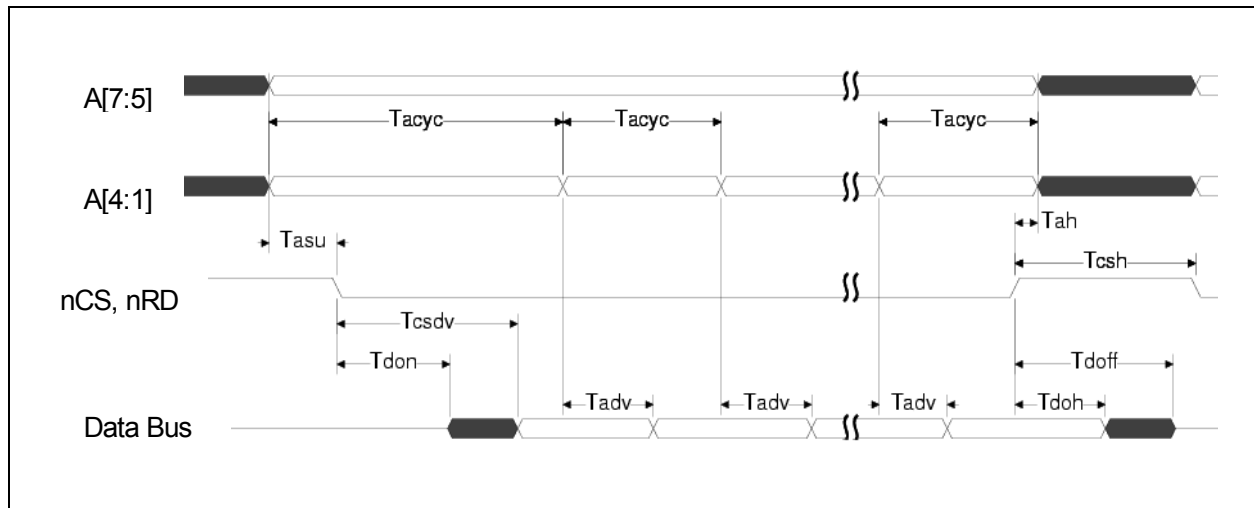 A[7:5]
Tacyc Tacyc Tacyc
A[4:1]
Tah
Tasu
Tcsh
nCS, nRD
Tcsdv
Tdon Tdoff
Tadv Tadv Tadv Tdoh
Data Bus